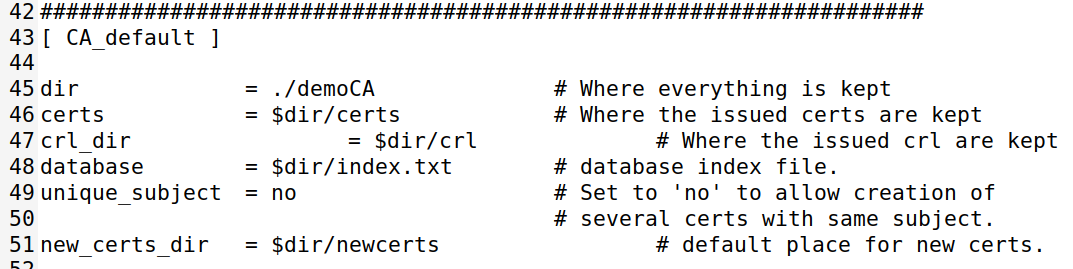 42 ####################################################################
43 [ CA_default ]
44
45 dir             = ./demoCA              # Where everything is kept
46 certs           = $dir/certs            # Where the issued certs are kept
47 crl_dir                 = $dir/crl              # Where the issued crl are kept
48 database        = $dir/index.txt        # database index file.
49 unique_subject  = no                    # Set to 'no' to allow creation of
50                                         # several certs with same subject.
51 new_certs_dir   = $dir/newcerts                 # default place for new certs.